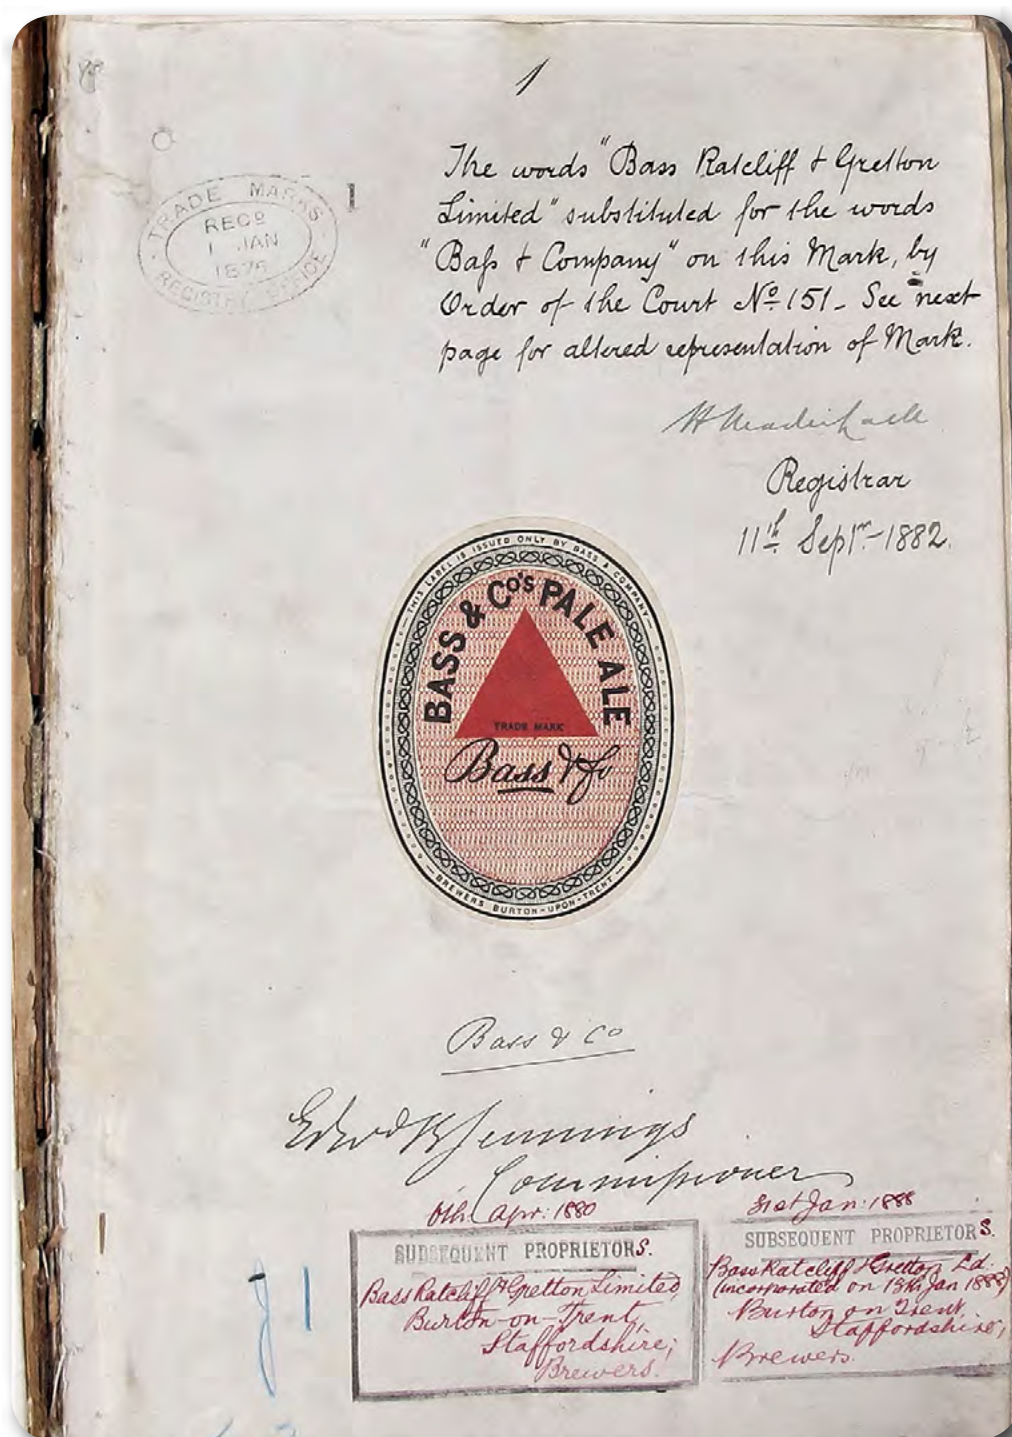 1
TRADE MARKS
REGD
1 JAN
1876
REGISTRY OFFICE
1
The words "Bass Ratcliff & Gretton
Limited" substituted for the words
"Baſs & Company" on this Mark, by
Order of the Court No. 151 - See next
page for altered representation of Mark.
Registrar
11th Septr. - 1882.
THIS LABEL IS ISSUED ONLY BY BASS & COMPANY
BASS & Co's PALE ALE
TRADE MARK
Bass & Co
BREWERS BURTON-UPON-TRENT
Bass & Co
Edwd Jennings
Commissioner
6th. Apr: 1880
SUBSEQUENT PROPRIETORS.
Bass Ratcliff & Gretton Limited,
Burton-on-Trent,
Staffordshire;
Brewers.
31st Jan: 1888
SUBSEQUENT PROPRIETORS.
Bass Ratcliff & Gretton Ld.
(incorporated on 13th Jan 1888)
Burton on Trent,
Staffordshire,
Brewers.